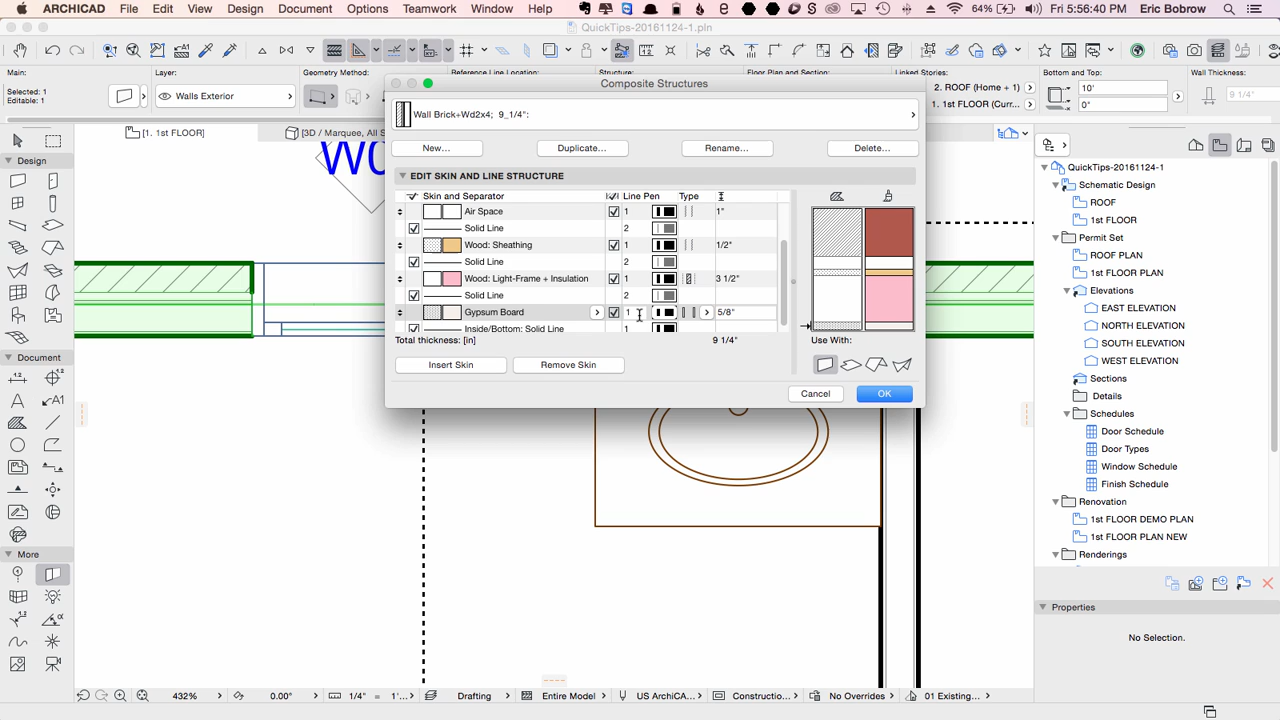 ARCHICAD File Edit View Design Document Options Teamwork Window Help 64% Fri 5:56:40 PM Eric Bobrow
QuickTips-20161124-1.pln
Main:
Selected: 1
Editable: 1
Layer:
Walls Exterior
Geometry Method:
Reference Line Location:
Structure:
Floor Plan and Section:
Linked Stories:
2. ROOF (Home + 1)
1. 1st FLOOR (Curr...
Bottom and Top:
10'
0"
Wall Thickness:
9 1/4"
[1. 1st FLOOR]
[3D / Marquee, All S
WO
Design
Document
More
Composite Structures
Wall Brick+Wd2x4; 9_1/4":
New...
Duplicate...
Rename...
Delete...
EDIT SKIN AND LINE STRUCTURE
Skin and Separator Line Pen Type
Air Space 1 1"
Solid Line 2
Wood: Sheathing 1 1/2"
Solid Line 2
Wood: Light-Frame + Insulation 1 3 1/2"
Solid Line 2
Gypsum Board 1 5/8"
Inside/Bottom: Solid Line 1
Total thickness: [in] 9 1/4"
Use With:
Insert Skin
Remove Skin
Cancel
OK
QuickTips-20161124-1
Schematic Design
ROOF
1st FLOOR
Permit Set
ROOF PLAN
1st FLOOR PLAN
Elevations
EAST ELEVATION
NORTH ELEVATION
SOUTH ELEVATION
WEST ELEVATION
Sections
Details
Schedules
Door Schedule
Door Types
Window Schedule
Finish Schedule
Renovation
1st FLOOR DEMO PLAN
1st FLOOR PLAN NEW
Renderings
Properties
No Selection.
432%
0.00°
1/4" = 1'...
Drafting
Entire Model
US ArchiCA...
Constructio...
No Overrides
01 Existing...